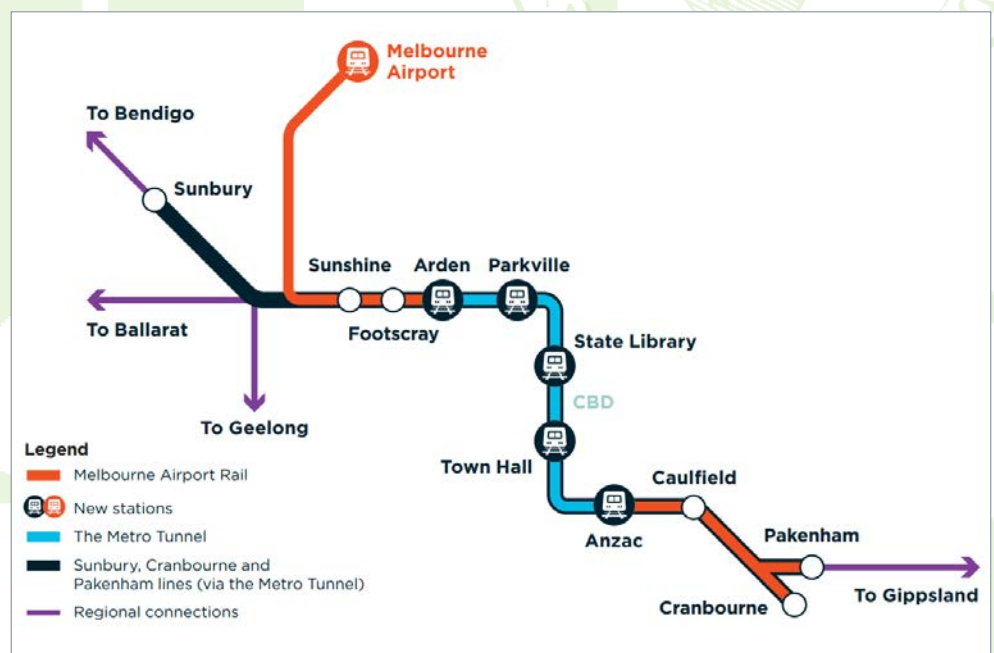 Melbourne
Airport
To Bendigo
Sunbury
Sunshine
Arden
Parkville
To Ballarat
Footscray
State Library
CBD
To Geelong
Town Hall
Caulfield
Anzac
Pakenham
Cranbourne
To Gippsland
Legend
Melbourne Airport Rail
New stations
The Metro Tunnel
Sunbury, Cranbourne and
Pakenham lines (via the Metro Tunnel)
Regional connections